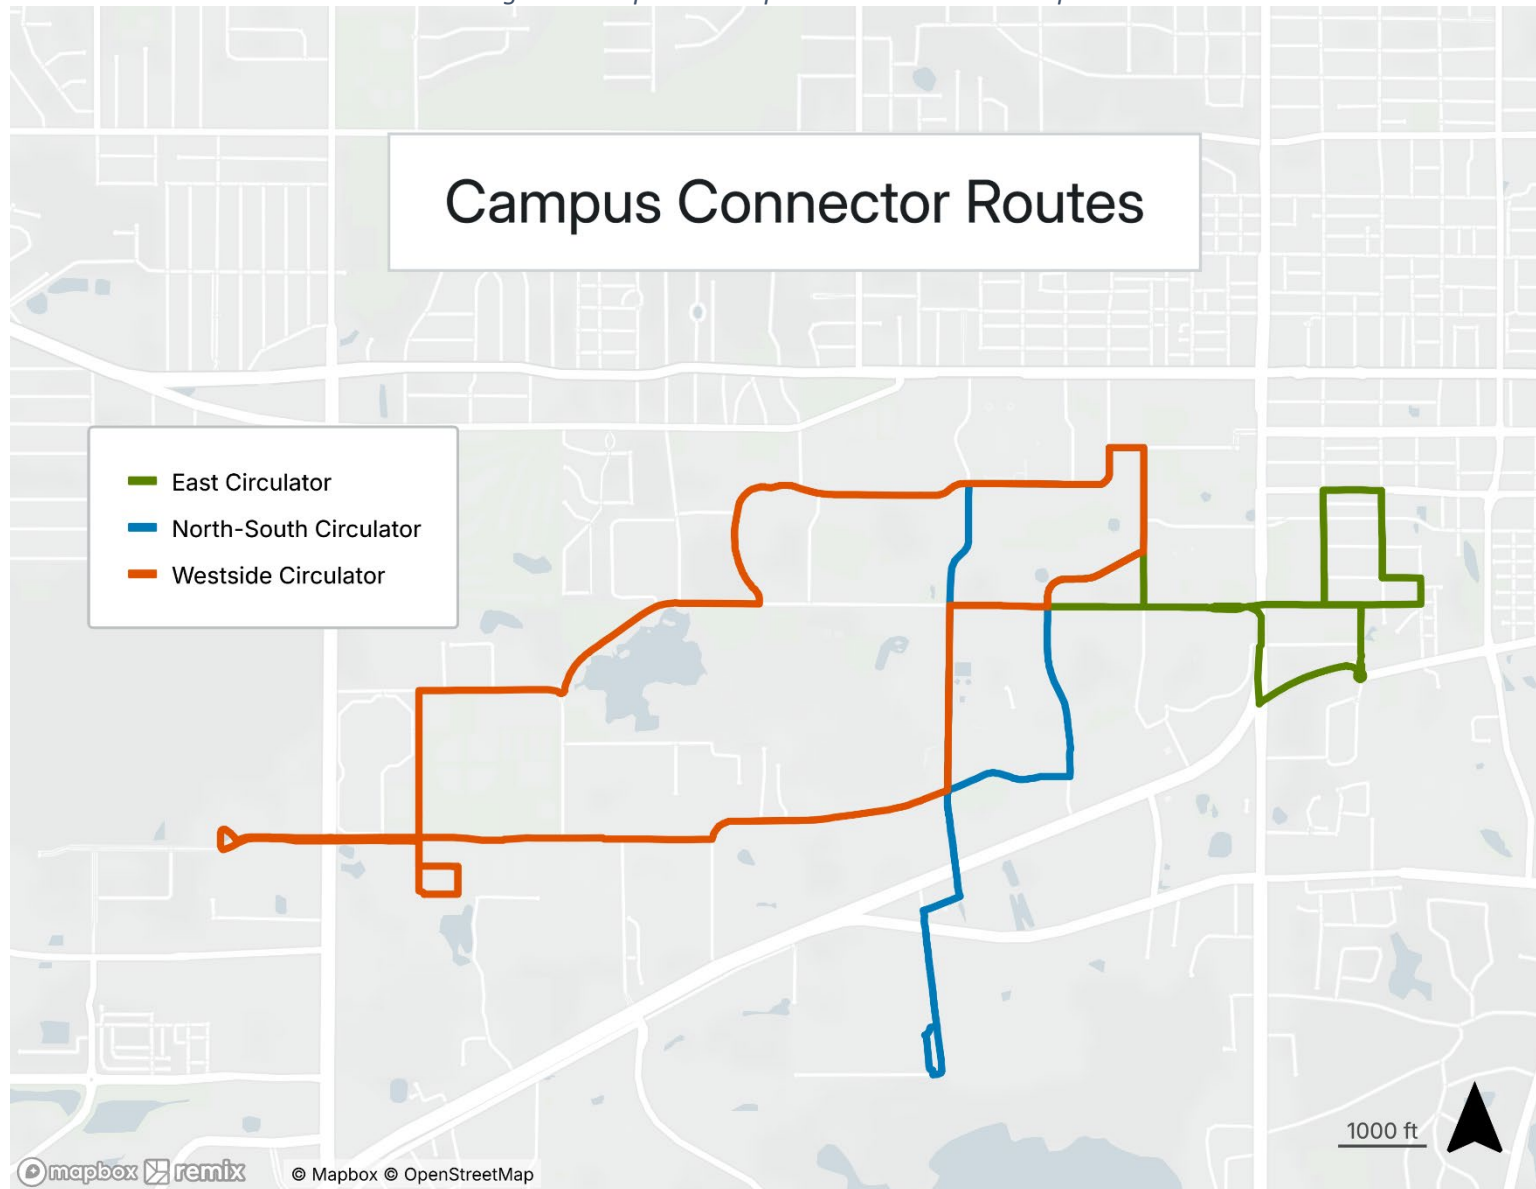 Campus Connector Routes
East Circulator
North-South Circulator
Westside Circulator
1000 ft
mapbox remix © Mapbox © OpenStreetMap